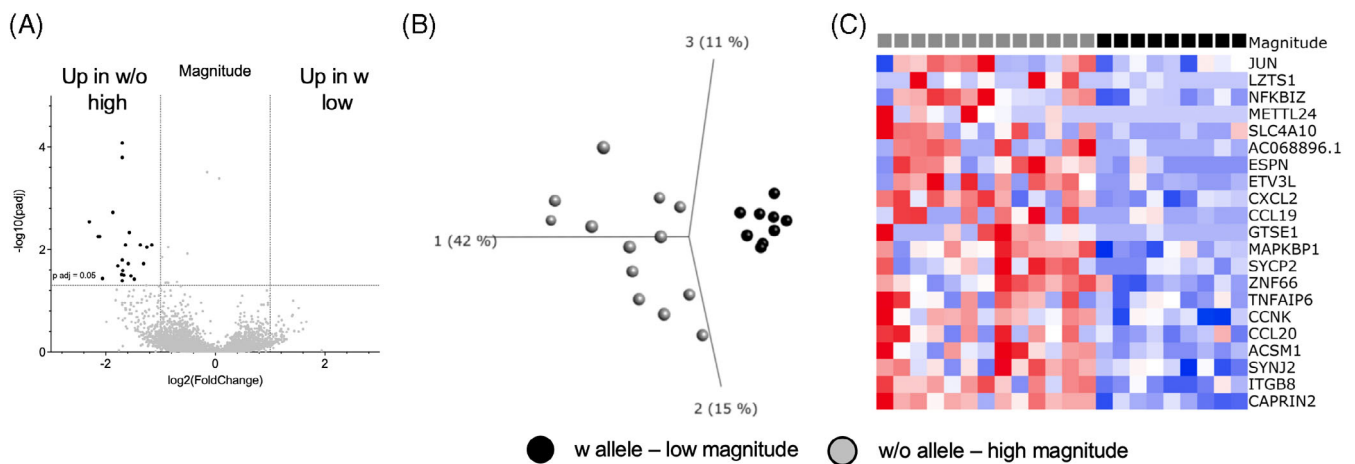 (A)
Up in w/o
high
Magnitude
Up in w
low
-log10(padj)
4
2
0
p adj = 0.05
-2
0
2
log2(FoldChange)
(B)
3 (11 %)
1 (42 %)
2 (15 %)
(C)
Magnitude
JUN
LZTS1
NFKBIZ
METTL24
SLC4A10
AC068896.1
ESPN
ETV3L
CXCL2
CCL19
GTSE1
MAPKBP1
SYCP2
ZNF66
TNFAIP6
CCNK
CCL20
ACSM1
SYNJ2
ITGB8
CAPRIN2
w allele – low magnitude
w/o allele – high magnitude